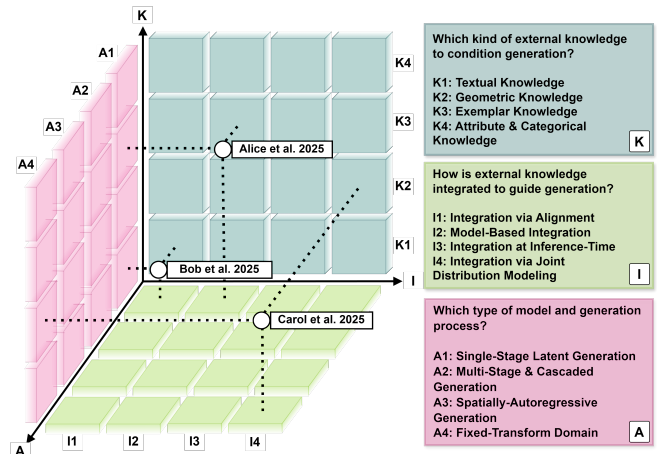 K
A1
A2
A3
A4
K4
K3
K2
K1
Alice et al. 2025
Bob et al. 2025
Carol et al. 2025
I
I1
I2
I3
I4
A
Which kind of external knowledge
to condition generation?
K1: Textual Knowledge
K2: Geometric Knowledge
K3: Exemplar Knowledge
K4: Attribute & Categorical
Knowledge
K
How is external knowledge
integrated to guide generation?
I1: Integration via Alignment
I2: Model-Based Integration
I3: Integration at Inference-Time
I4: Integration via Joint
Distribution Modeling
I
Which type of model and generation
process?
A1: Single-Stage Latent Generation
A2: Multi-Stage & Cascaded
Generation
A3: Spatially-Autoregressive
Generation
A4: Fixed-Transform Domain
A